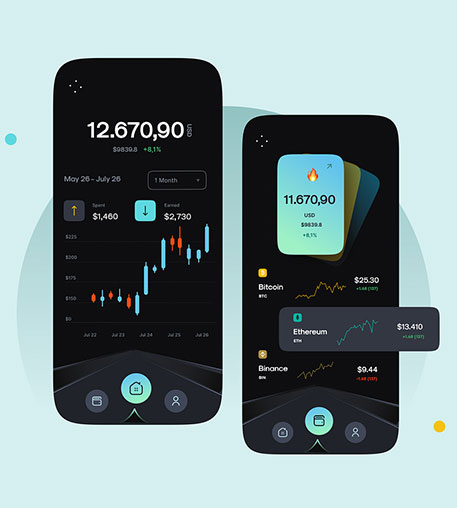 12.670,90 USD
$9839.8 +8,1%
May 26 - July 26
1 Month
Spent
$1,460
Earned
$2,730
$225
$200
$175
$150
$0
Jul 22 Jul 23 Jul 24 Jul 25 Jul 26
11.670,90
USD
$9839.8
+8,1%
Bitcoin
BTC
$25.30
+1.68 (137)
Ethereum
ETH
$13.410
+1.68 (137)
Binance
BIN
$9.44
-1.68 (137)